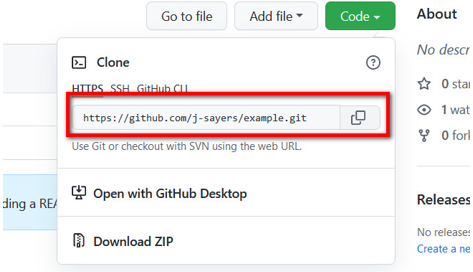 Go to file Add file Code About
No descr
Clone
HTTPS SSH GitHub CLI
0 star
https://github.com/j-sayers/example.git
1 wat
Use Git or checkout with SVN using the web URL.
0 fork
Open with GitHub Desktop
ding a REA
Releases
Download ZIP
No releases
Create a ne